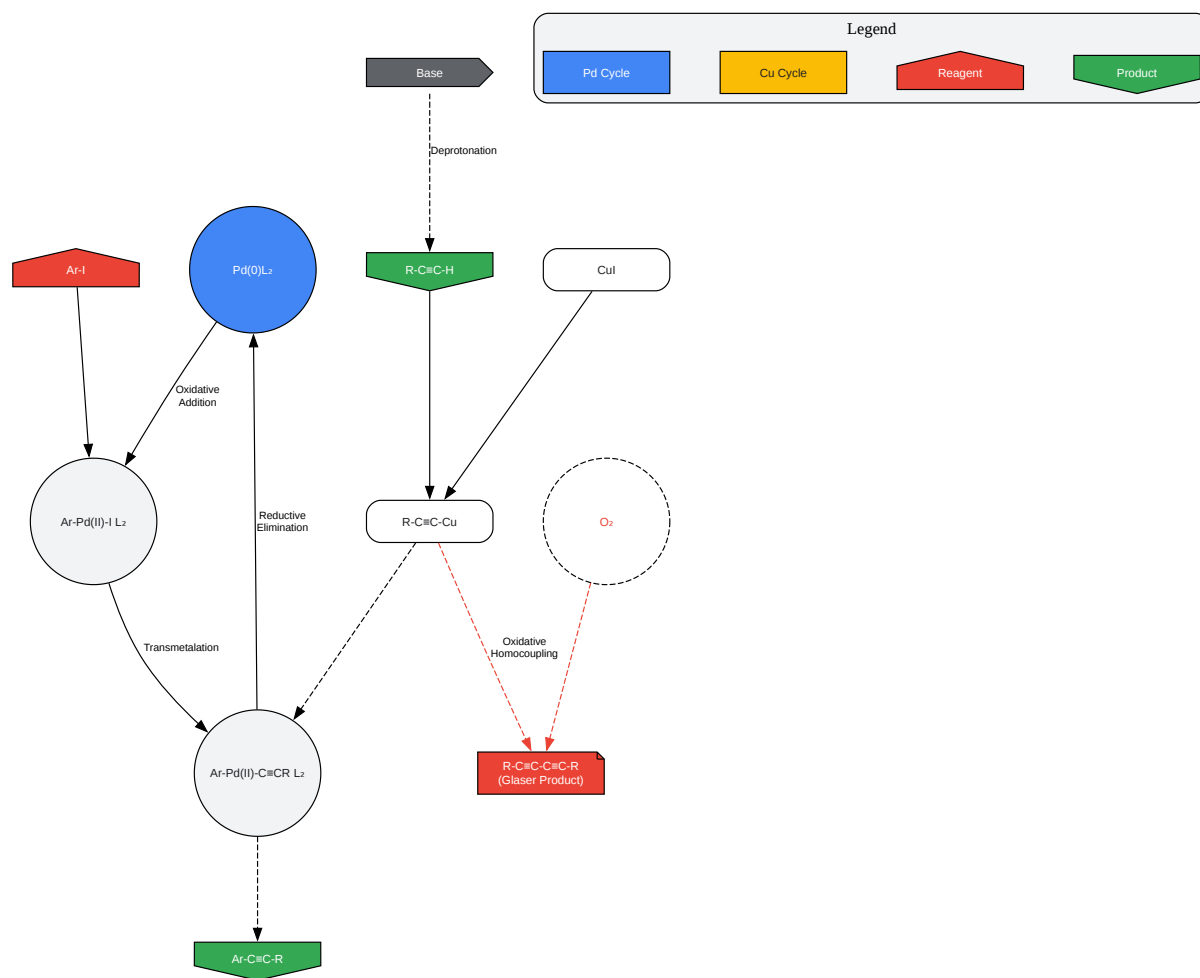 Legend
Pd Cycle
Cu Cycle
Reagent
Product
Base
Deprotonation
Ar-I
Pd(0)L₂
R-C≡C-H
CuI
Oxidative
Addition
Ar-Pd(II)-I L₂
Reductive
Elimination
R-C≡C-Cu
O₂
Transmetalation
Oxidative
Homocoupling
Ar-Pd(II)-C≡CR L₂
R-C≡C-C≡C-R
(Glaser Product)
Ar-C≡C-R